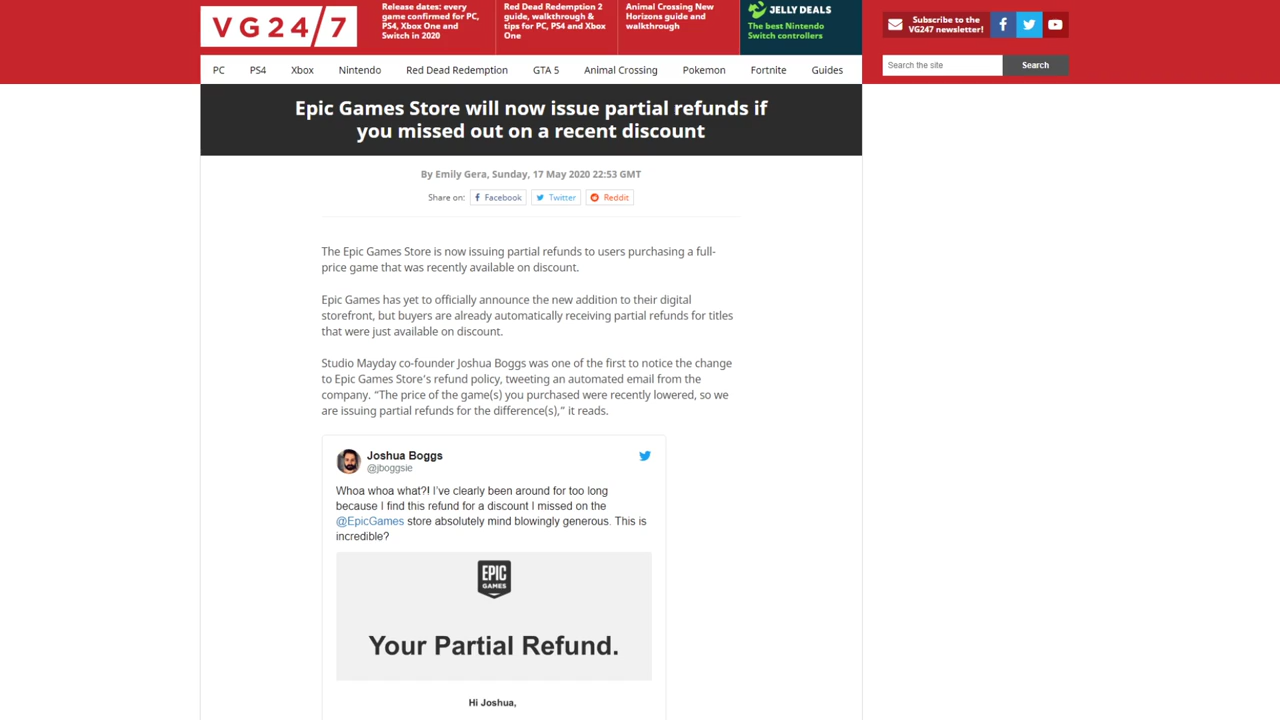 VG24/7
Release dates: every
game confirmed for PC,
PS4, Xbox One and
Switch in 2020
Red Dead Redemption 2
guide, walkthrough &
tips for PC, PS4 and Xbox
One
Animal Crossing New
Horizons guide and
walkthrough
JELLY DEALS
The best Nintendo
Switch controllers
Subscribe to the
VG247 newsletter!
PC PS4 Xbox Nintendo Red Dead Redemption GTA 5 Animal Crossing Pokemon Fortnite Guides
Search the site Search
Epic Games Store will now issue partial refunds if
you missed out on a recent discount
By Emily Gera, Sunday, 17 May 2020 22:53 GMT
Share on: Facebook Twitter Reddit
The Epic Games Store is now issuing partial refunds to users purchasing a full-
price game that was recently available on discount.
Epic Games has yet to officially announce the new addition to their digital
storefront, but buyers are already automatically receiving partial refunds for titles
that were just available on discount.
Studio Mayday co-founder Joshua Boggs was one of the first to notice the change
to Epic Games Store's refund policy, tweeting an automated email from the
company. “The price of the game(s) you purchased were recently lowered, so we
are issuing partial refunds for the difference(s),” it reads.
Joshua Boggs
@jboggsie
Whoa whoa what?! I've clearly been around for too long
because I find this refund for a discount I missed on the
@EpicGames store absolutely mind blowingly generous. This is
incredible?
EPIC
GAMES
Your Partial Refund.
Hi Joshua,